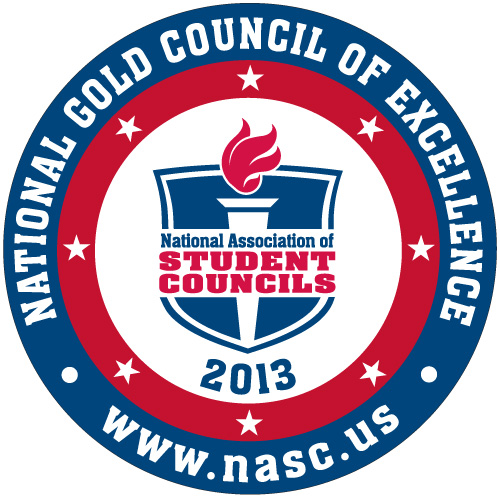 NATIONAL GOLD COUNCIL OF EXCELLENCE
National Association of
STUDENT
COUNCILS
2013
www.nasc.us